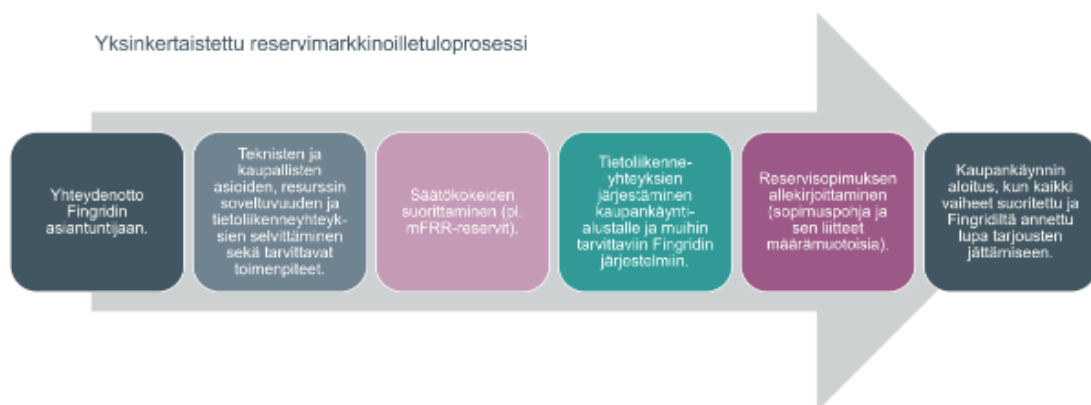 Yksinkertaistettu reservimarkkinoilletuloprosessi
Yhteydenotto
Fingridin
asiantuntijaan.
Teknisten ja
kaupallisten
asioiden, resurssin
soveltuvuuden ja
tietoliikenneyhteyk-
sien selvittäminen
sekä tarvittavat
toimenpiteet.
Säätökokeiden
suorittaminen (pl.
mFRR-reservit).
Tietoliikenne-
yhteyksien
järjestäminen
kaupankäynti-
alustalle ja muihin
tarvittaviin Fingridin
järjestelmiin.
Reservisopimuksen
allekirjoittaminen
(sopimuspohja ja
sen liitteet
määrämuotoisia).
Kaupankäynnin
aloitus, kun kaikki
vaiheet suoritettu ja
Fingridiltä annettu
lupa tarjousten
jättämiseen.